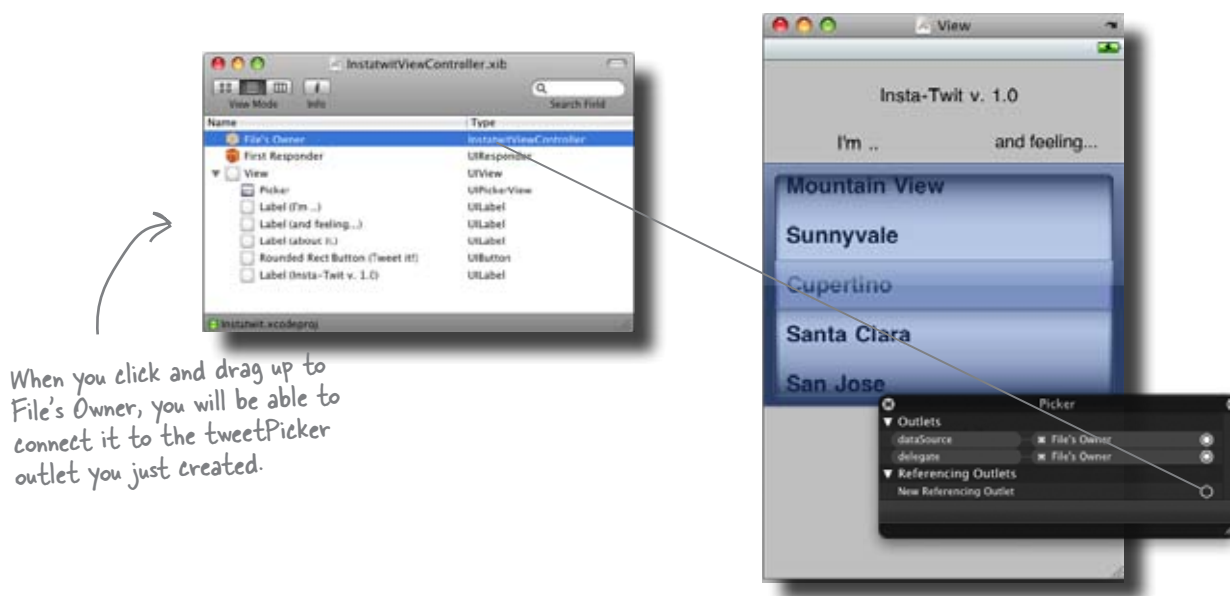 InstatwitViewController.xib
View Mode
Info
Search Field
Name Type
File's Owner InstatwitViewController
First Responder UIResponder
View UIView
Picker UIPickerView
Label (I'm ..) UILabel
Label (and feeling...) UILabel
Label (about it.) UILabel
Rounded Rect Button (Tweet it!) UIButton
Label (Insta-Twit v. 1.0) UILabel
Instatwit.xcodeproj
When you click and drag up to
File's Owner, you will be able to
connect it to the tweetPicker
outlet you just created.
View
Insta-Twit v. 1.0
I'm .. and feeling...
Mountain View
Sunnyvale
Cupertino
Santa Clara
San Jose
Picker
Outlets
dataSource File's Owner
delegate File's Owner
Referencing Outlets
New Referencing Outlet